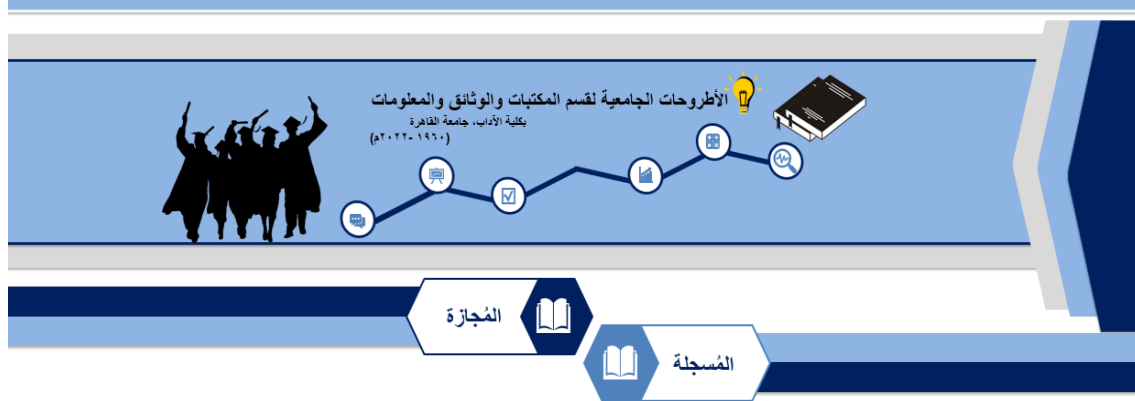 الأطروحات الجامعية لقسم المكتبات والوثائق والمعلومات
بكلية الآداب، جامعة القاهرة
(١٩٦٠ -٢٠٢٢م)
المُجازة
المُسجلة